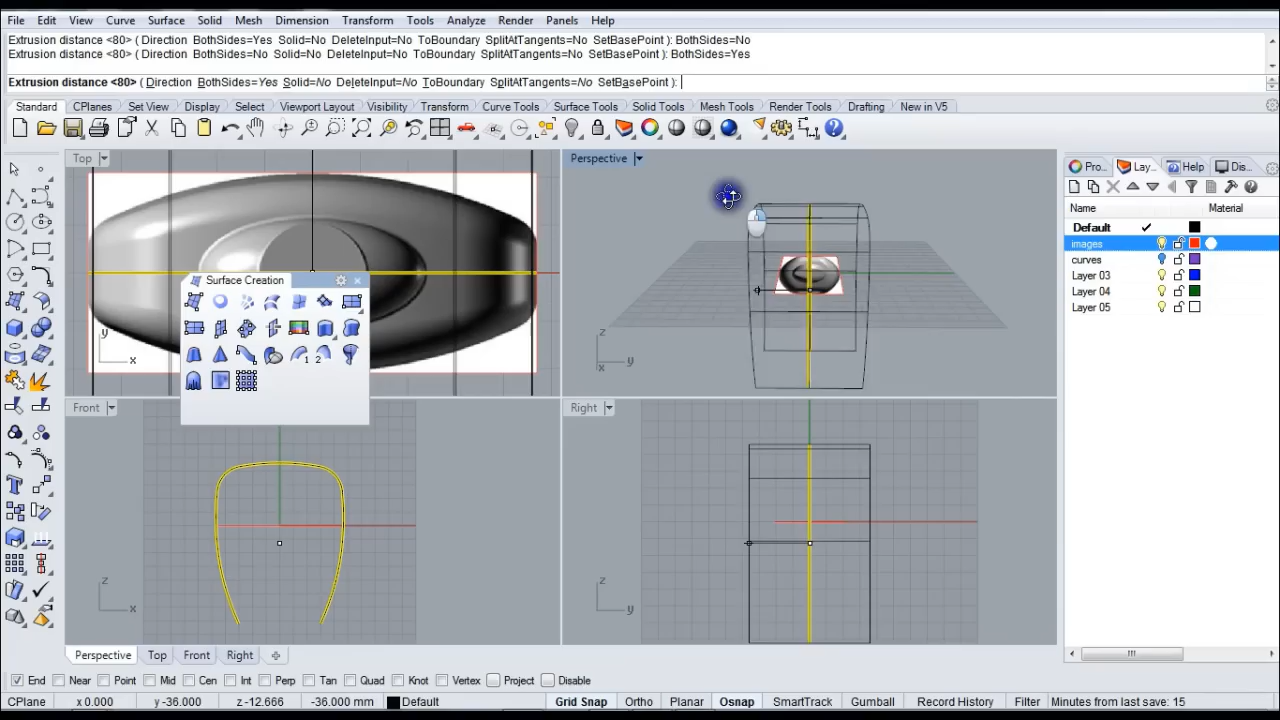 File Edit View Curve Surface Solid Mesh Dimension Transform Tools Analyze Render Panels Help
Extrusion distance <80> ( Direction BothSides=Yes Solid=No DeleteInput=No ToBoundary SplitAtTangents=No SetBasePoint ): BothSides=No
Extrusion distance <80> ( Direction BothSides=No Solid=No DeleteInput=No ToBoundary SplitAtTangents=No SetBasePoint ): BothSides=Yes
Extrusion distance <80> ( Direction BothSides=Yes Solid=No DeleteInput=No ToBoundary SplitAtTangents=No SetBasePoint ):
Standard CPlanes Set View Display Select Viewport Layout Visibility Transform Curve Tools Surface Tools Solid Tools Mesh Tools Render Tools Drafting New in V5
Top
Perspective
Pro... Lay... Help Dis...
Name Material
Default
images
curves
Layer 03
Layer 04
Layer 05
Surface Creation
1 2
y
x
z
x y
Front
Right
z
x
z
y
Perspective Top Front Right
End Near Point Mid Cen Int Perp Tan Quad Knot Vertex Project Disable
CPlane x 0.000 y -36.000 z -12.666 -36.000 mm Default Grid Snap Ortho Planar Osnap SmartTrack Gumball Record History Filter Minutes from last save: 15